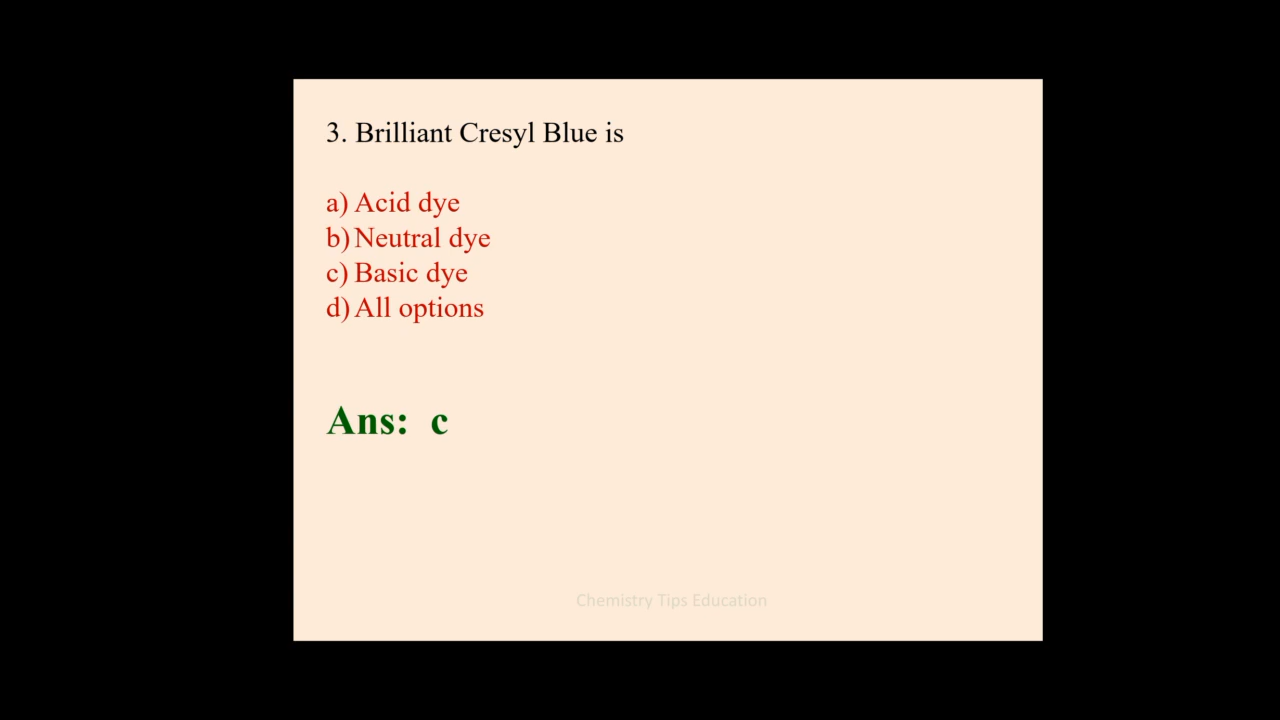 3. Brilliant Cresyl Blue is
a) Acid dye
b) Neutral dye
c) Basic dye
d) All options
Ans: c
Chemistry Tips Education